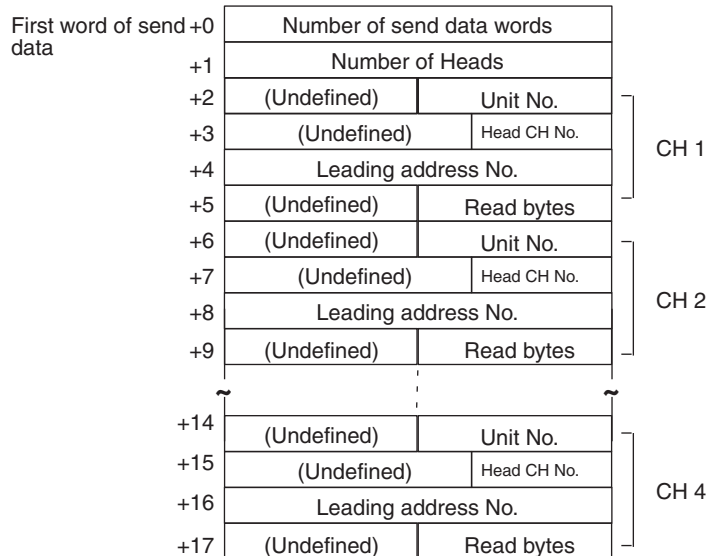 First word of send data +0 Number of send data words
+1 Number of Heads
+2 (Undefined) Unit No.
+3 (Undefined) Head CH No.
CH 1
+4 Leading address No.
+5 (Undefined) Read bytes
+6 (Undefined) Unit No.
+7 (Undefined) Head CH No.
CH 2
+8 Leading address No.
+9 (Undefined) Read bytes
~ ~
+14 (Undefined) Unit No.
+15 (Undefined) Head CH No.
CH 4
+16 Leading address No.
+17 (Undefined) Read bytes